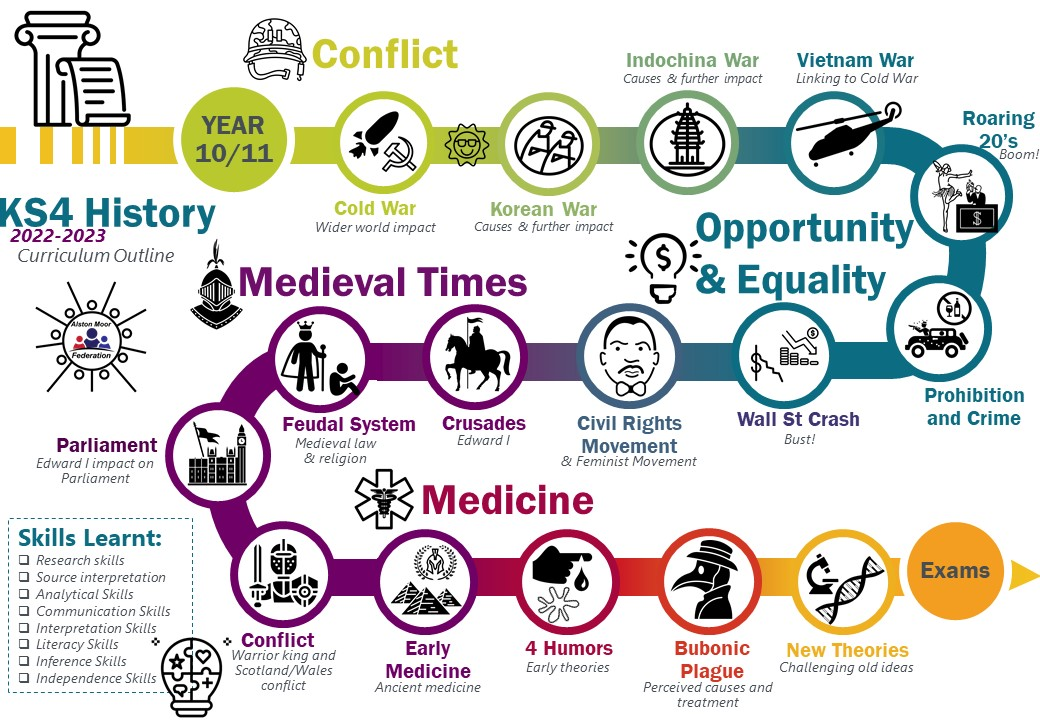 Conflict
YEAR
10/11
Cold War
Wider world impact
Korean War
Causes & further impact
Indochina War
Causes & further impact
Vietnam War
Linking to Cold War
Roaring
20's
Boom!
KS4 History
2022-2023
Curriculum Outline
Alston Moor
Federation
Opportunity
& Equality
Prohibition
and Crime
Wall St Crash
Bust!
Civil Rights
Movement
& Feminist Movement
Medieval Times
Crusades
Edward I
Feudal System
Medieval law
& religion
Parliament
Edward I impact on
Parliament
Conflict
Warrior king and
Scotland/Wales
conflict
Medicine
Early
Medicine
Ancient medicine
4 Humors
Early theories
Bubonic
Plague
Perceived causes and
treatment
New Theories
Challenging old ideas
Exams
Skills Learnt:
Research skills
Source interpretation
Analytical Skills
Communication Skills
Interpretation Skills
Literacy Skills
Inference Skills
Independence Skills